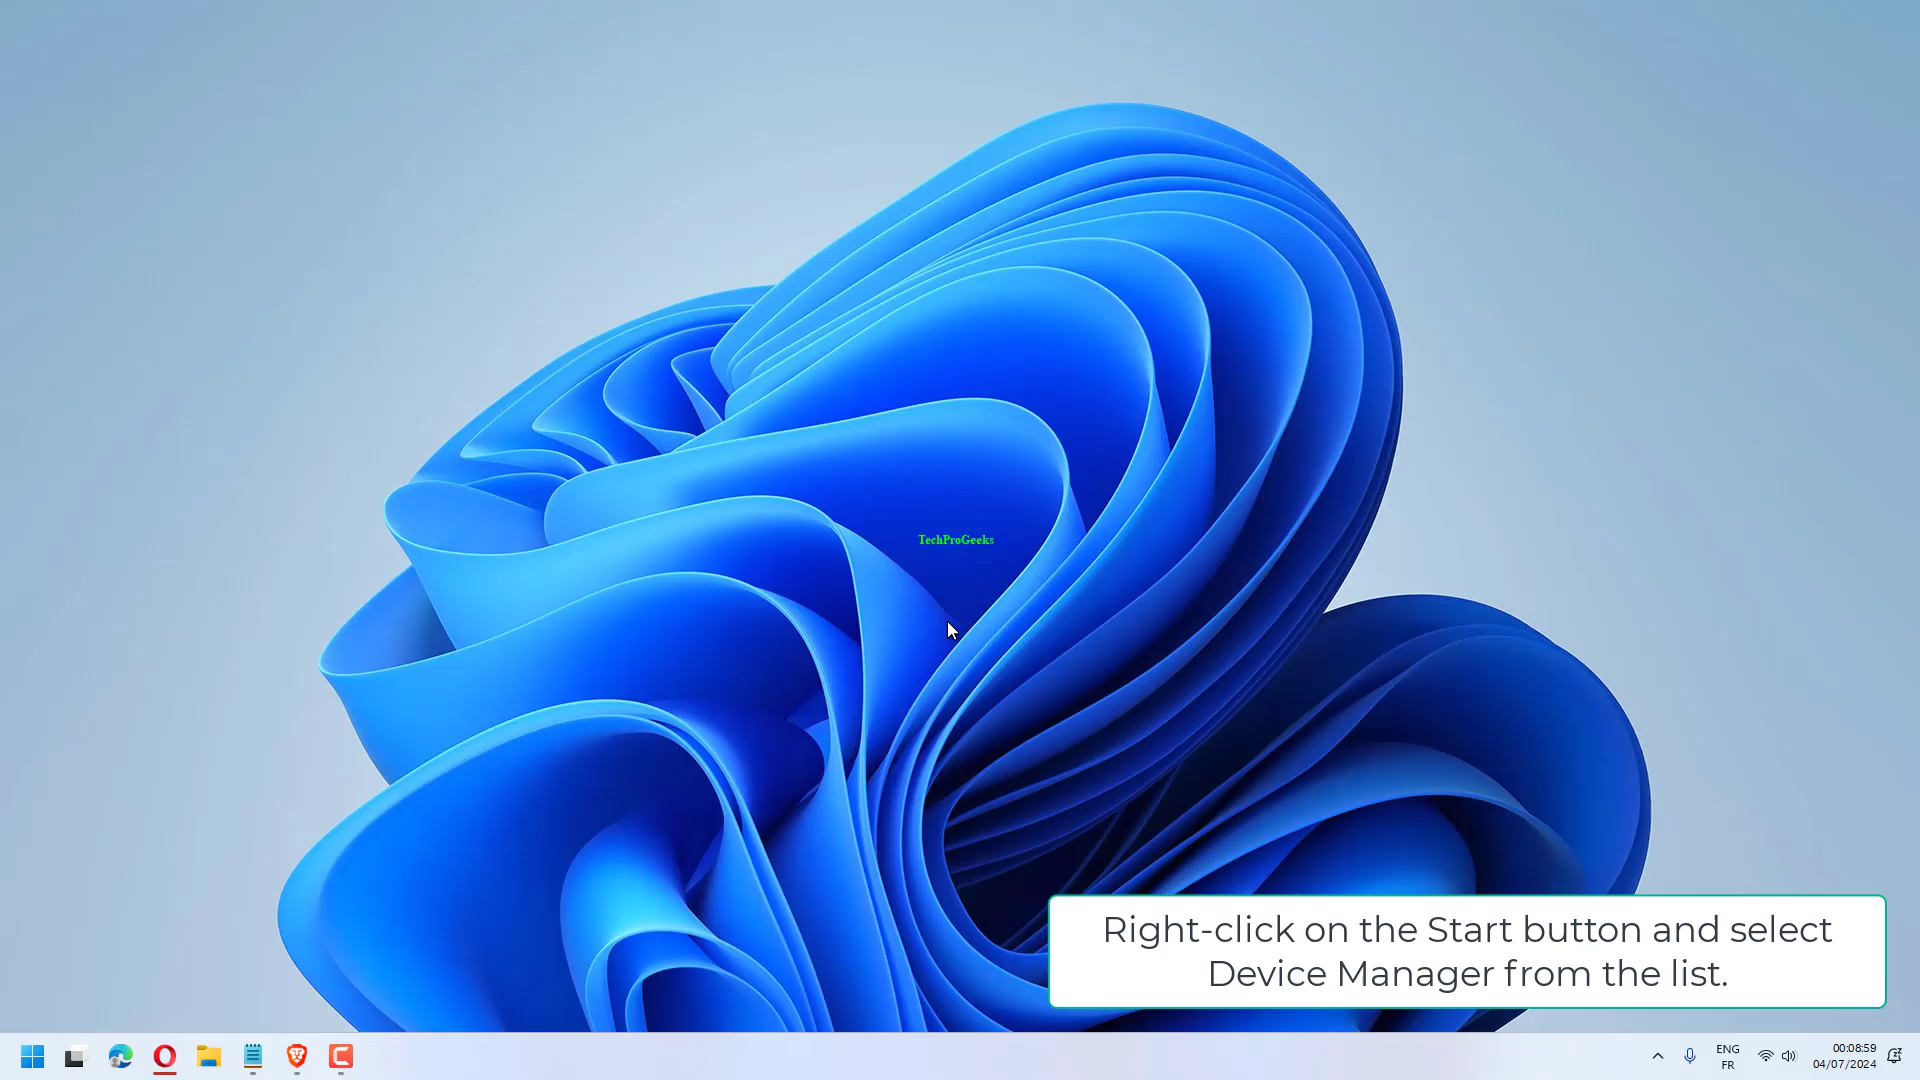 TechProGeeks
Right-click on the Start button and select
Device Manager from the list.
ENG
FR
00:08:59
04/07/2024